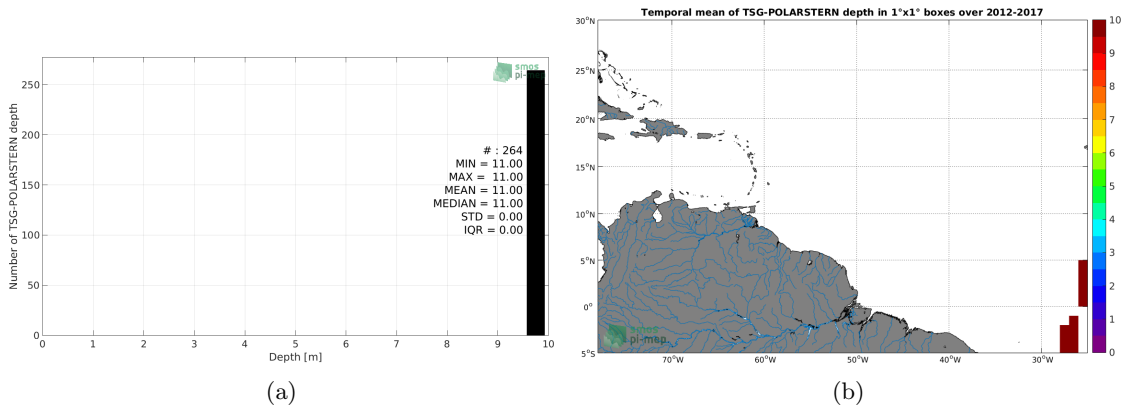 Temporal mean of TSG-POLARSTERN depth in 1°x1° boxes over 2012-2017
Number of TSG-POLARSTERN depth
250
200
150
100
50
0
smos
pi-mep
# : 264
MIN = 11.00
MAX = 11.00
MEAN = 11.00
MEDIAN = 11.00
STD = 0.00
IQR = 0.00
0 1 2 3 4 5 6 7 8 9 10
Depth [m]
(a)
30°N
25°N
20°N
15°N
10°N
5°N
0°
5°S
smos
pi-mep
70°W 60°W 50°W 40°W 30°W
10
9
8
7
6
5
4
3
2
1
0
(b)